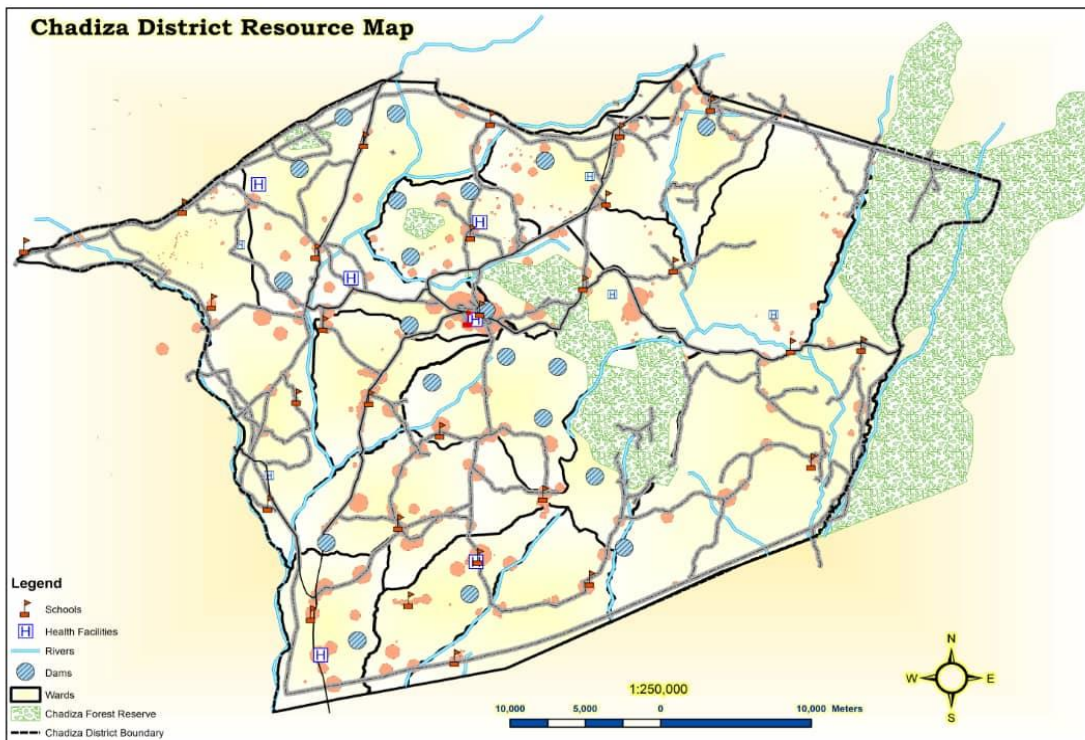 Chadiza District Resource Map
Legend
Schools
H Health Facilities
Rivers
Dams
Wards
Chadiza Forest Reserve
Chadiza District Boundary
1:250,000
10,000 5,000 0 10,000 Meters
N
W E
S
H
H
H
H
H
H
H
H
H
H
H